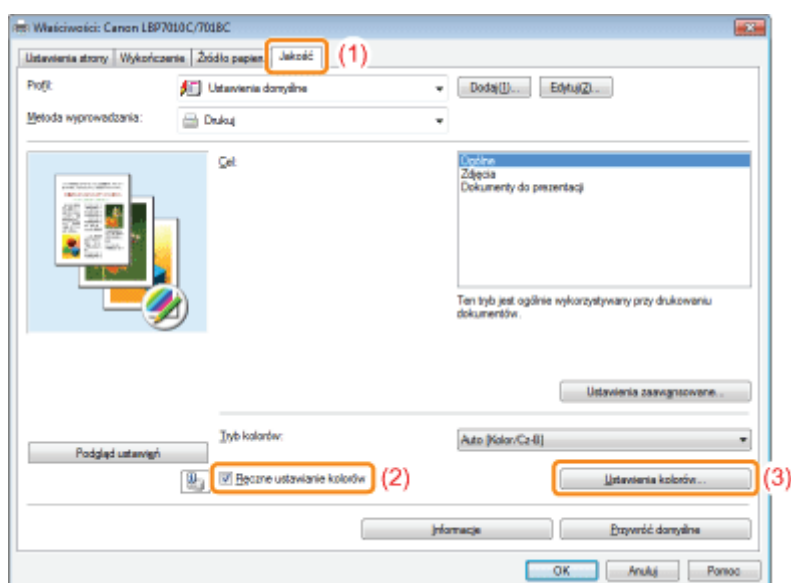 Właściwości: Canon LBP7010C/7018C
Ustawienia strony Wykończenie Źródło papieru Jakość (1)
Profil: Ustawienia domyślne Dodaj(1)... Edytuj(2)...
Metoda wyprowadzania: Drukuj
Cel: Ogólne
Zdjęcia
Dokumenty do prezentacji
Ten tryb jest ogólnie wykorzystywany przy drukowaniu
dokumentów.
Ustawienia zaawansowane...
Tryb kolorów: Auto [Kolor/Cz-B]
Podgląd ustawień
Ręczne ustawianie kolorów (2) Ustawienia kolorów... (3)
Informacje Przywróć domyślne
OK Anuluj Pomoc